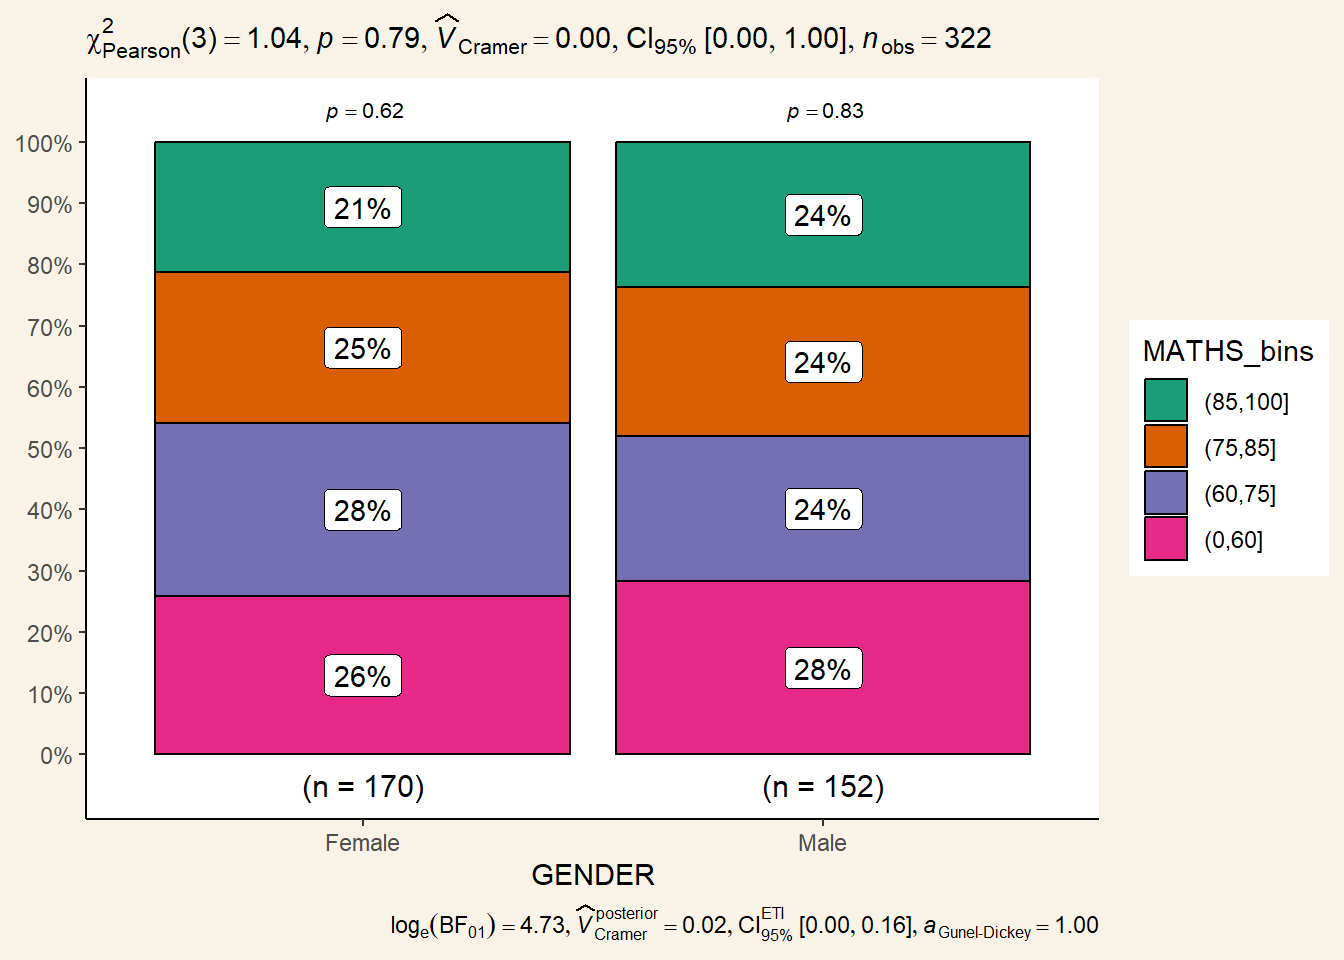 χ²Pearson(3) = 1.04, p = 0.79, V̂Cramer = 0.00, CI95% [0.00, 1.00], nobs = 322
p = 0.62
p = 0.83
100%
90%
80%
70%
60%
50%
40%
30%
20%
10%
0%
21%
25%
28%
26%
24%
24%
24%
28%
(n = 170)
(n = 152)
Female
Male
GENDER
MATHS_bins
(85,100]
(75,85]
(60,75]
(0,60]
loge(BF01) = 4.73, V̂posterior Cramer = 0.02, CI ETI 95% [0.00, 0.16], aGunel-Dickey = 1.00